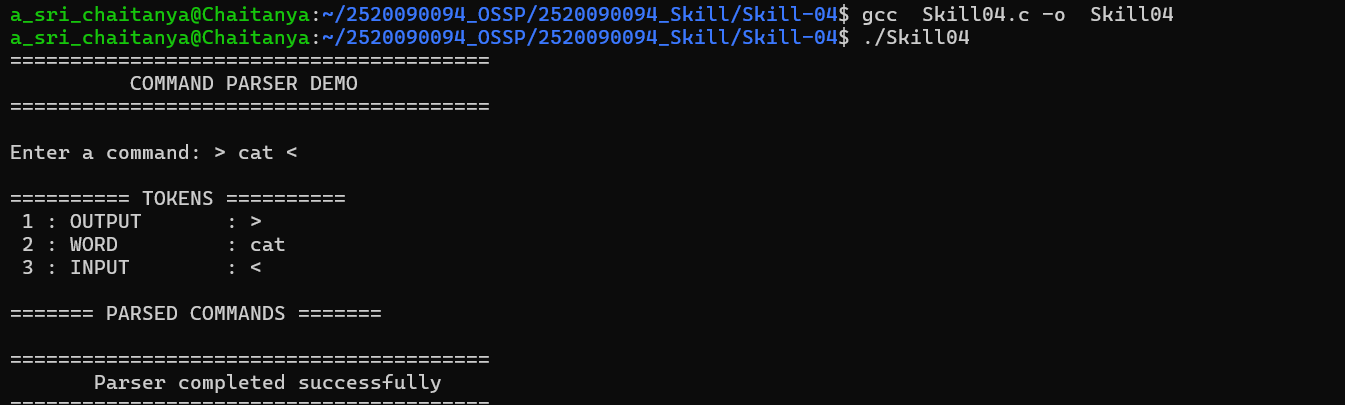 a_sri_chaitanya@Chaitanya:~/2520090094_OSSP/2520090094_Skill/Skill-04$ gcc  Skill04.c -o  Skill04
a_sri_chaitanya@Chaitanya:~/2520090094_OSSP/2520090094_Skill/Skill-04$ ./Skill04
========================================
          COMMAND PARSER DEMO
========================================

Enter a command: > cat <

========== TOKENS ==========
 1 : OUTPUT       : >
 2 : WORD         : cat
 3 : INPUT        : <

======= PARSED COMMANDS =======

========================================
       Parser completed successfully
========================================